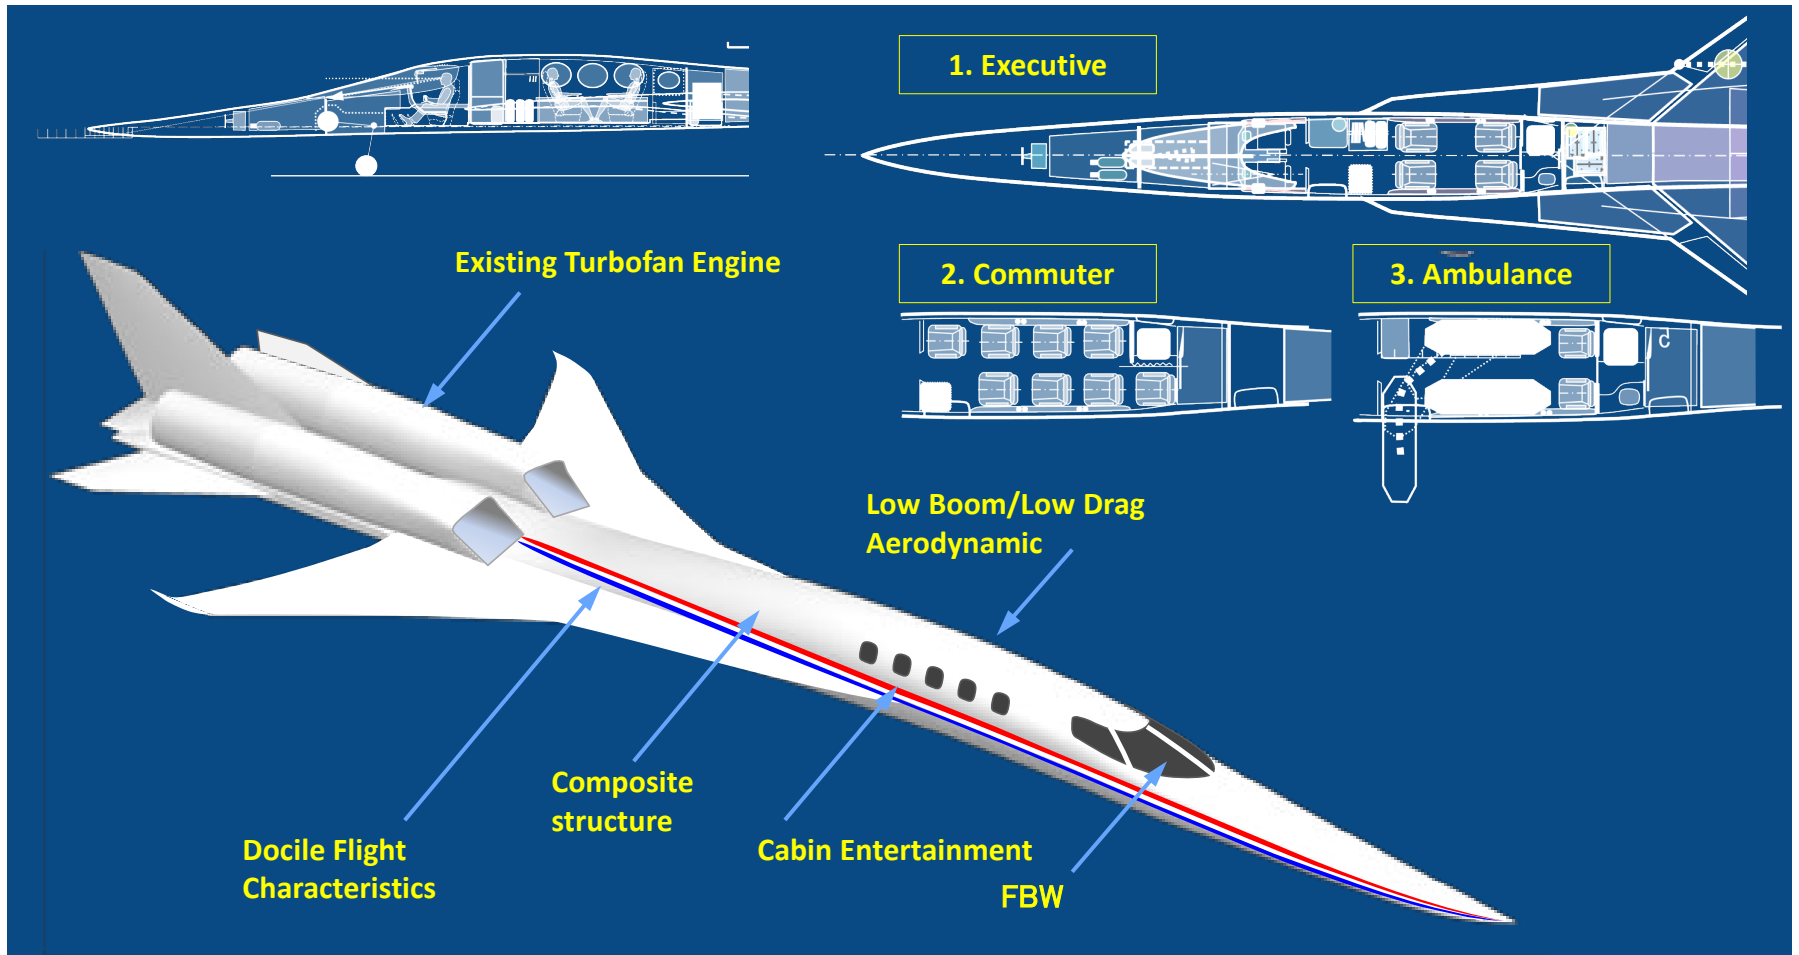 1. Executive
2. Commuter
3. Ambulance
Existing Turbofan Engine
Low Boom/Low Drag
Aerodynamic
Composite
structure
Docile Flight
Characteristics
Cabin Entertainment
FBW